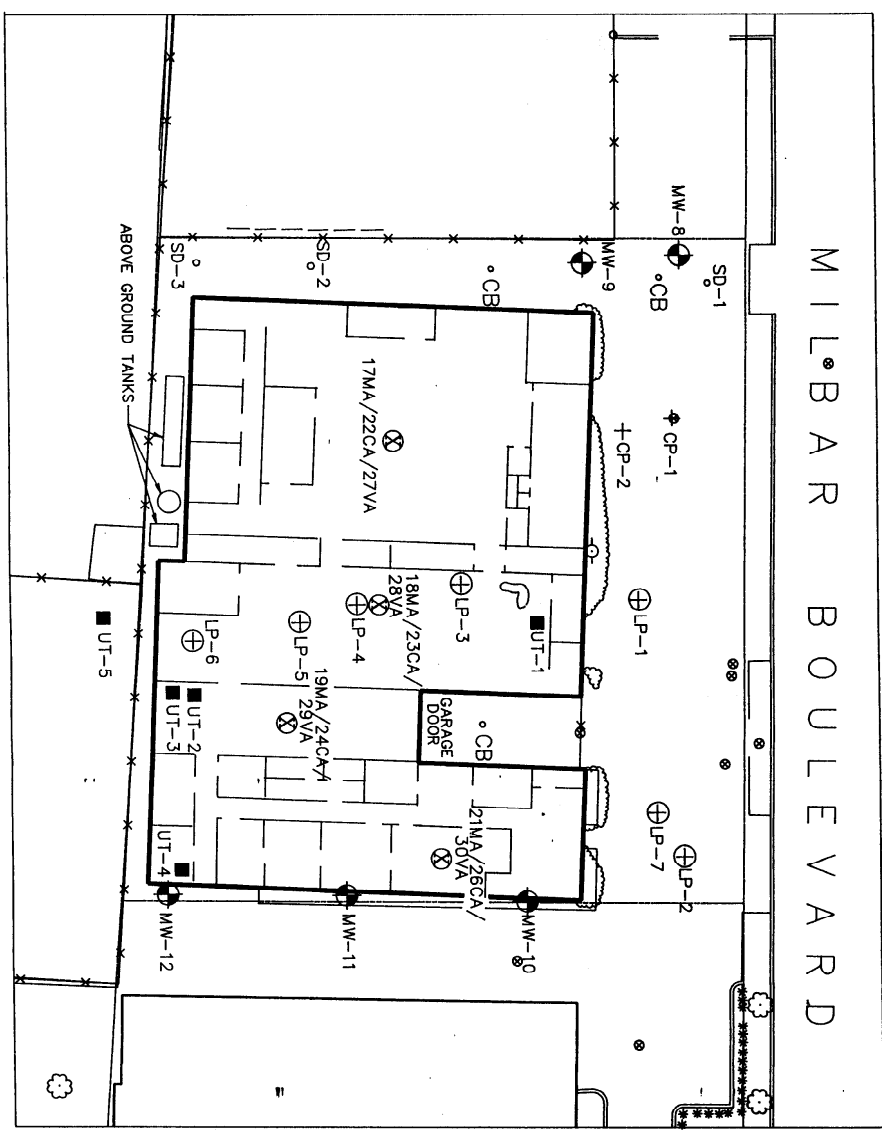 MILBAR BOULEVARD
MW-8
SD-1
CB
MW-9
CB
SD-2
SD-3
ABOVE GROUND TANKS
CP-1
CP-2
17MA/22CA/27VA
LP-1
UT-1
LP-3
18MA/23CA/
28VA
LP-4
LP-5
LP-6
UT-5
19MA/24CA/
29VA
GARAGE
DOOR
CB
UT-2
UT-3
LP-7
LP-2
21MA/26CA/
30VA
UT-4
MW-10
MW-11
MW-12